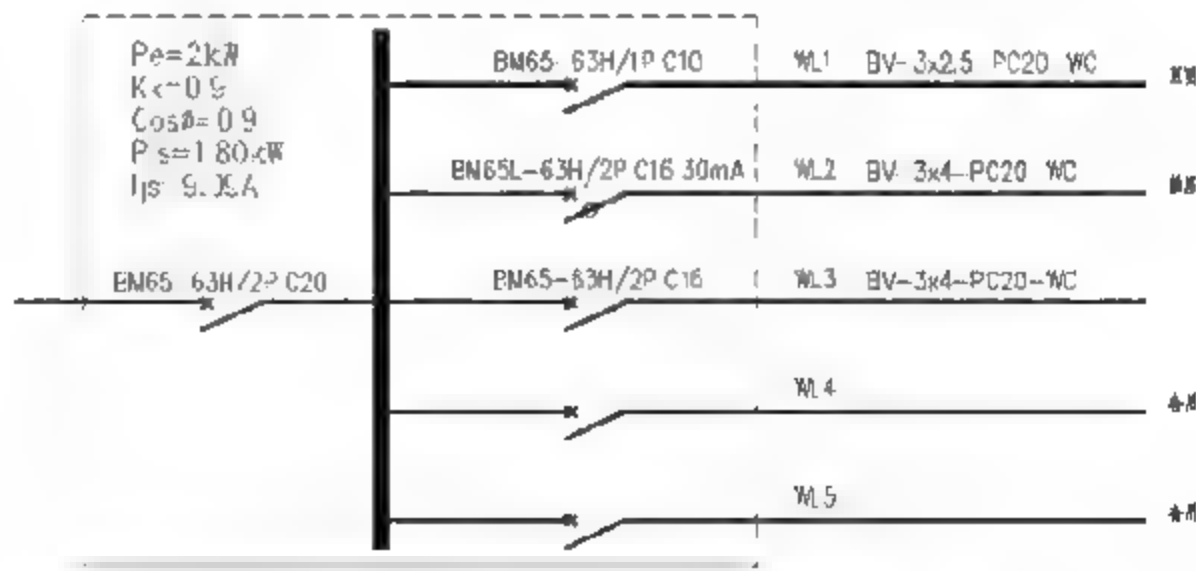 Pe=2kW
Kx=0.9
Cosø=0.9
Pjs=1.80kW
Ijs
BM65-63H/2P C20
BM65-63H/1P C10 WL1 BV-3x2.5 PC20 WC
BM65L-63H/2P C16 30mA WL2 BV-3x4-PC20 WC
BM65-63H/2P C16 WL3 BV-3x4-PC20-WC
WL4
WL5